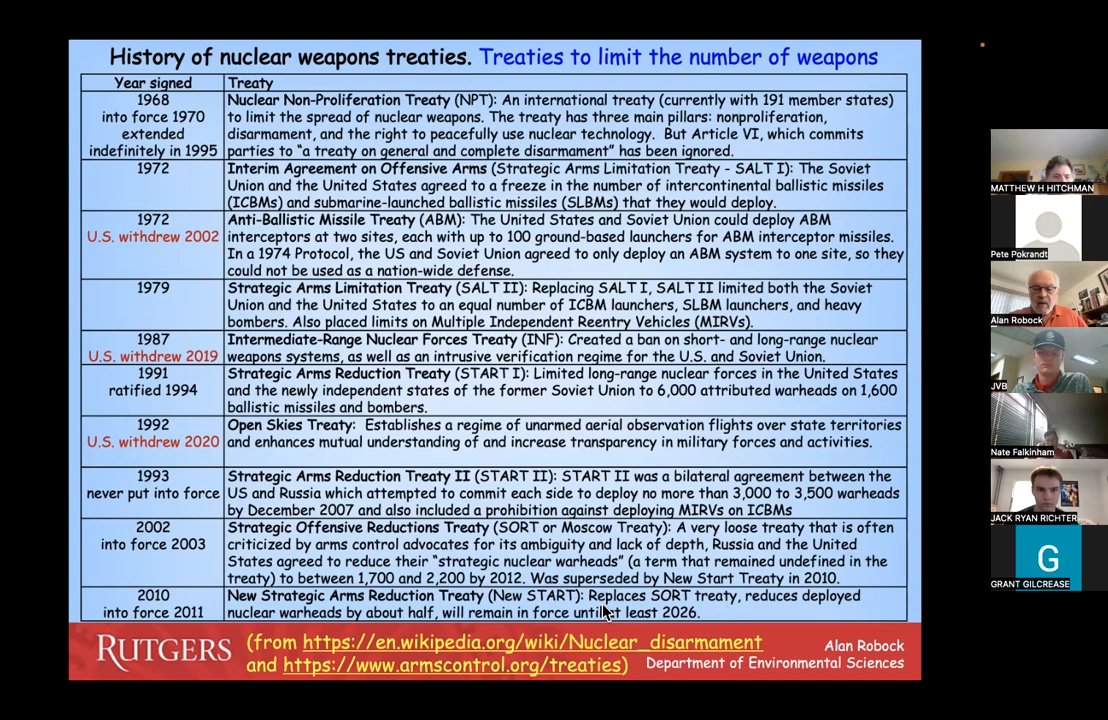 History of nuclear weapons treaties. Treaties to limit the number of weapons
Year signed
Treaty
1968
into force 1970
extended
indefinitely in 1995
Nuclear Non-Proliferation Treaty (NPT): An international treaty (currently with 191 member states)
to limit the spread of nuclear weapons. The treaty has three main pillars: nonproliferation,
disarmament, and the right to peacefully use nuclear technology. But Article VI, which commits
parties to “a treaty on general and complete disarmament” has been ignored.
1972
Interim Agreement on Offensive Arms (Strategic Arms Limitation Treaty - SALT I): The Soviet
Union and the United States agreed to a freeze in the number of intercontinental ballistic missiles
(ICBMs) and submarine-launched ballistic missiles (SLBMs) that they would deploy.
1972
U.S. withdrew 2002
Anti-Ballistic Missile Treaty (ABM): The United States and Soviet Union could deploy ABM
interceptors at two sites, each with up to 100 ground-based launchers for ABM interceptor missiles.
In a 1974 Protocol, the US and Soviet Union agreed to only deploy an ABM system to one site, so they
could not be used as a nation-wide defense.
1979
Strategic Arms Limitation Treaty (SALT II): Replacing SALT I, SALT II limited both the Soviet
Union and the United States to an equal number of ICBM launchers, SLBM launchers, and heavy
bombers. Also placed limits on Multiple Independent Reentry Vehicles (MIRVs).
1987
U.S. withdrew 2019
Intermediate-Range Nuclear Forces Treaty (INF): Created a ban on short- and long-range nuclear
weapons systems, as well as an intrusive verification regime for the U.S. and Soviet Union.
1991
ratified 1994
Strategic Arms Reduction Treaty (START I): Limited long-range nuclear forces in the United States
and the newly independent states of the former Soviet Union to 6,000 attributed warheads on 1,600
ballistic missiles and bombers.
1992
U.S. withdrew 2020
Open Skies Treaty: Establishes a regime of unarmed aerial observation flights over state territories
and enhances mutual understanding of and increase transparency in military forces and activities.
1993
never put into force
Strategic Arms Reduction Treaty II (START II): START II was a bilateral agreement between the
US and Russia which attempted to commit each side to deploy no more than 3,000 to 3,500 warheads
by December 2007 and also included a prohibition against deploying MIRVs on ICBMs
2002
into force 2003
Strategic Offensive Reductions Treaty (SORT or Moscow Treaty): A very loose treaty that is often
criticized by arms control advocates for its ambiguity and lack of depth, Russia and the United
States agreed to reduce their “strategic nuclear warheads” (a term that remained undefined in the
treaty) to between 1,700 and 2,200 by 2012. Was superseded by New Start Treaty in 2010.
2010
into force 2011
New Strategic Arms Reduction Treaty (New START): Replaces SORT treaty, reduces deployed
nuclear warheads by about half, will remain in force until at least 2026.
RUTGERS
(from https://en.wikipedia.org/wiki/Nuclear_disarmament
and https://www.armscontrol.org/treaties)
Alan Robock
Department of Environmental Sciences
MATTHEW H HITCHMAN
Pete Pokrandt
Alan Robock
JVB
Nate Falkinham
JACK RYAN RICHTER
G
GRANT GILCREASE